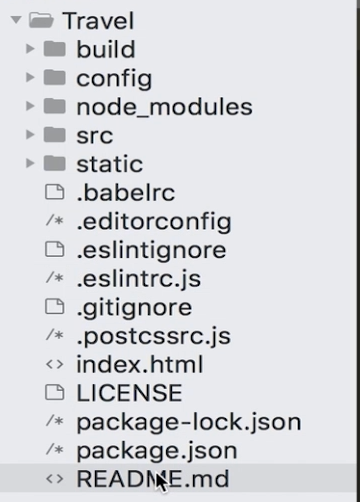 Travel
build
config
node_modules
src
static
.babelrc
/* .editorconfig
.eslintignore
/* .eslintrc.js
.gitignore
/* .postcssrc.js
<> index.html
LICENSE
/* package-lock.json
/* package.json
<> README.md